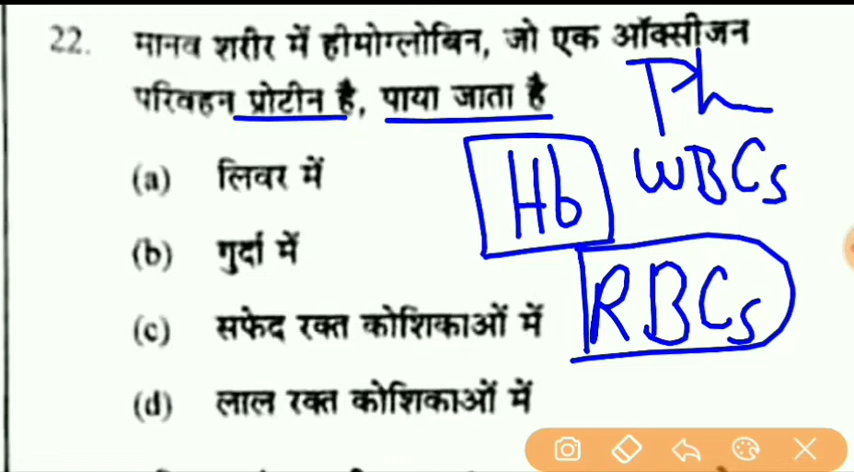 22. मानव शरीर में हीमोग्लोबिन, जो एक ऑक्सीजन
परिवहन प्रोटीन है, पाया जाता है
Ph
(a) लिवर में
Hb
WBCs
(b) गुर्दा में
RBCs
(c) सफेद रक्त कोशिकाओं में
(d) लाल रक्त कोशिकाओं में